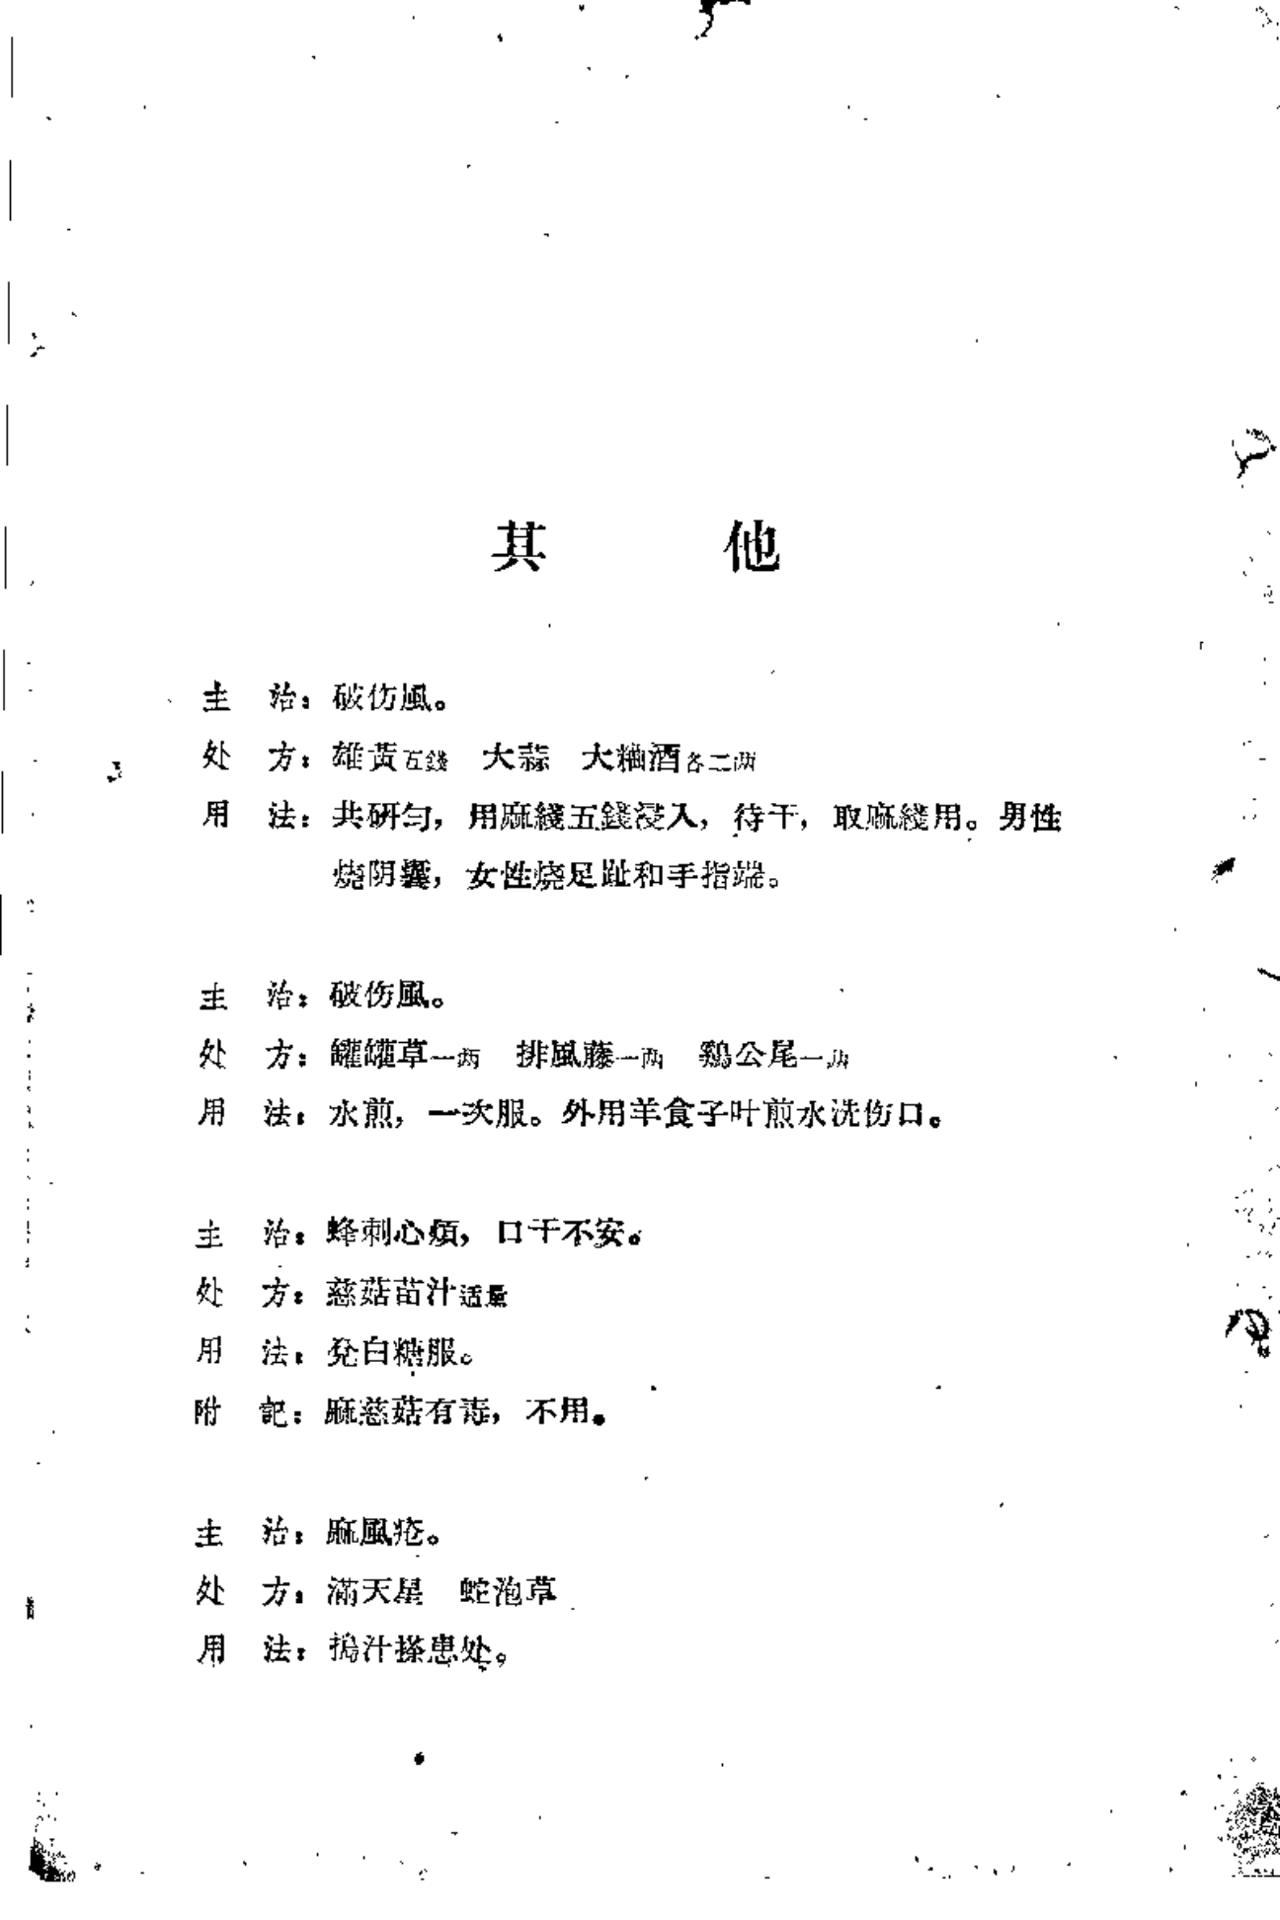 其 他
主 治：破伤風。
处 方：雄黃五錢 大蒜 大粬酒各二两
用 法：共研匀，用麻綫五錢浸入，待干，取麻綫用。男性
烧阴囊，女性烧足趾和手指端。
主 治：破伤風。
处 方：罐罐草一两 排風藤一两 鷄公尾一两
用 法：水煎，一次服。外用羊食子叶煎水洗伤口。
主 治：蜂刺心煩，口干不安。
处 方：慈菇苗汁适量
用 法：兌白糖服。
附 記：麻慈菇有毒，不用。
主 治：麻風疮。
处 方：滿天星 蛇泡草
用 法：搗汁搽患处。